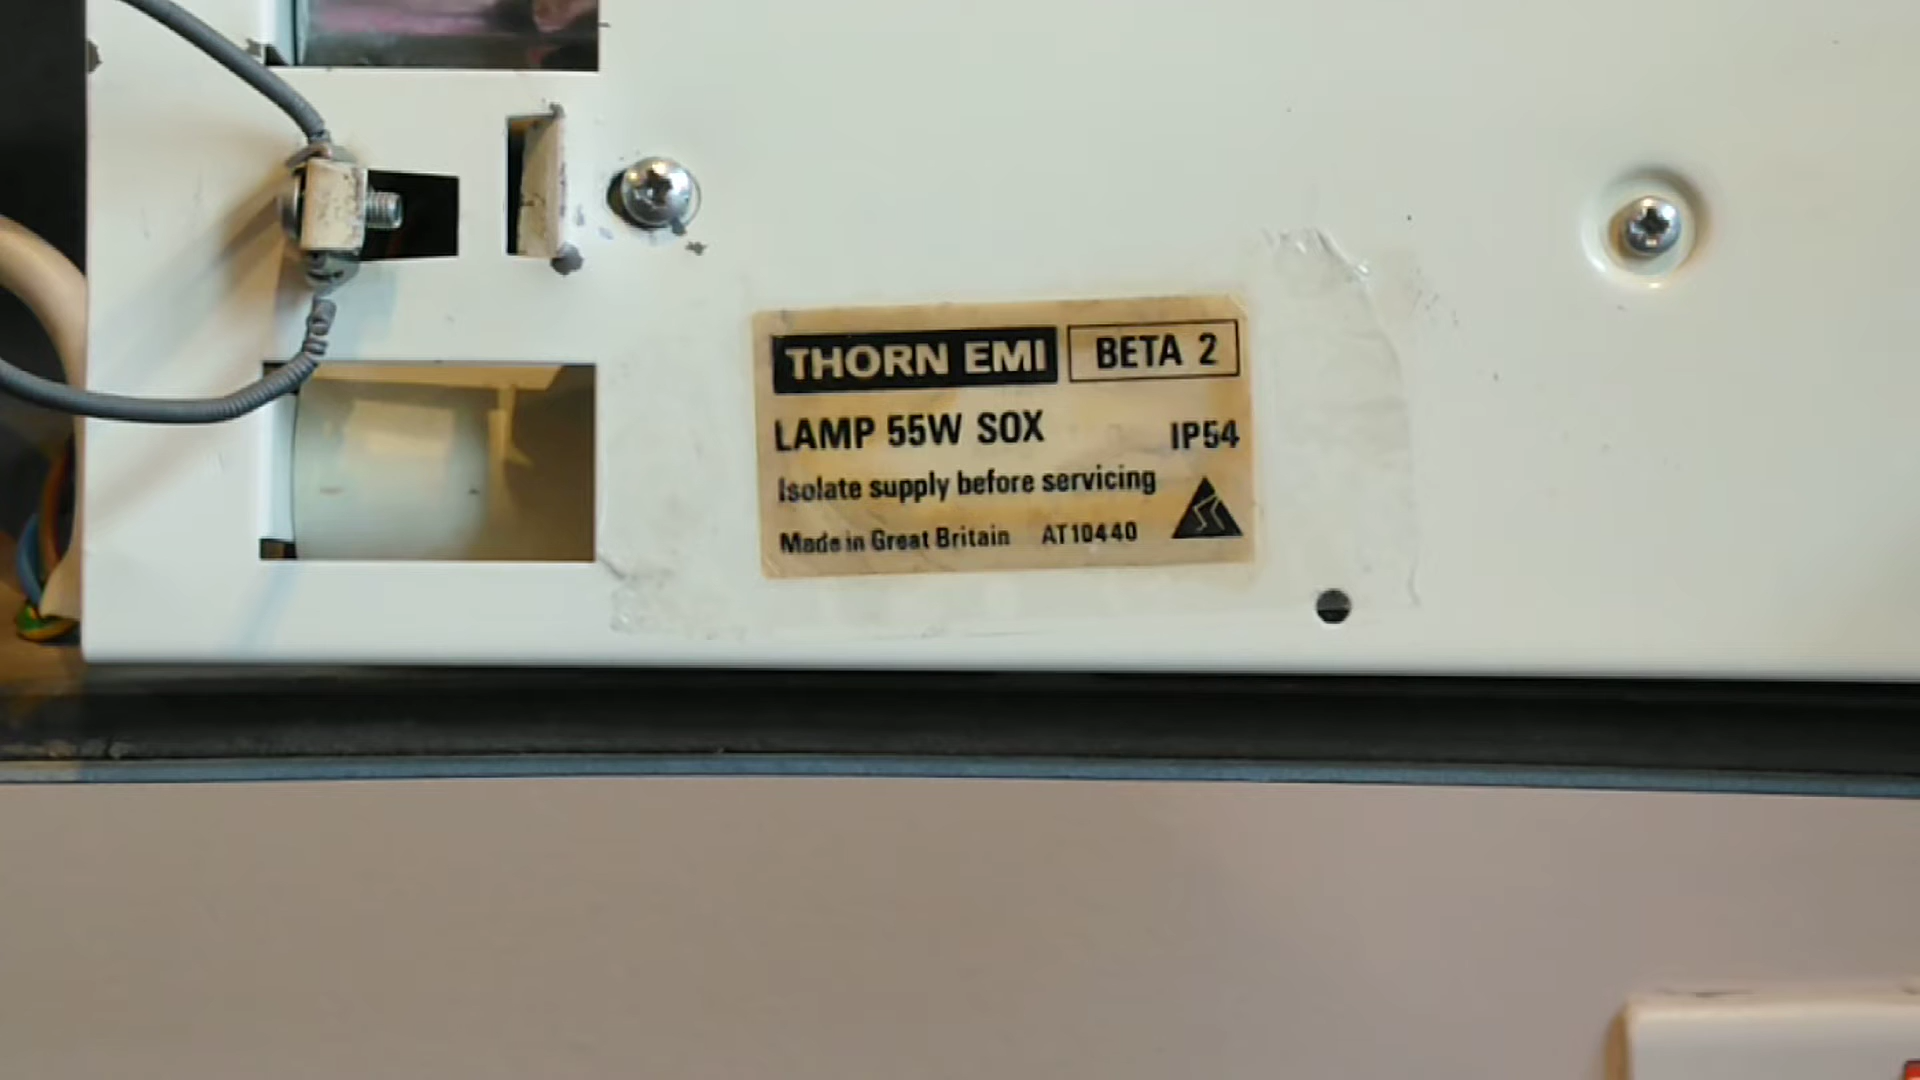 THORN EMI BETA 2
LAMP 55W SOX IP54
Isolate supply before servicing
Made in Great Britain AT10440